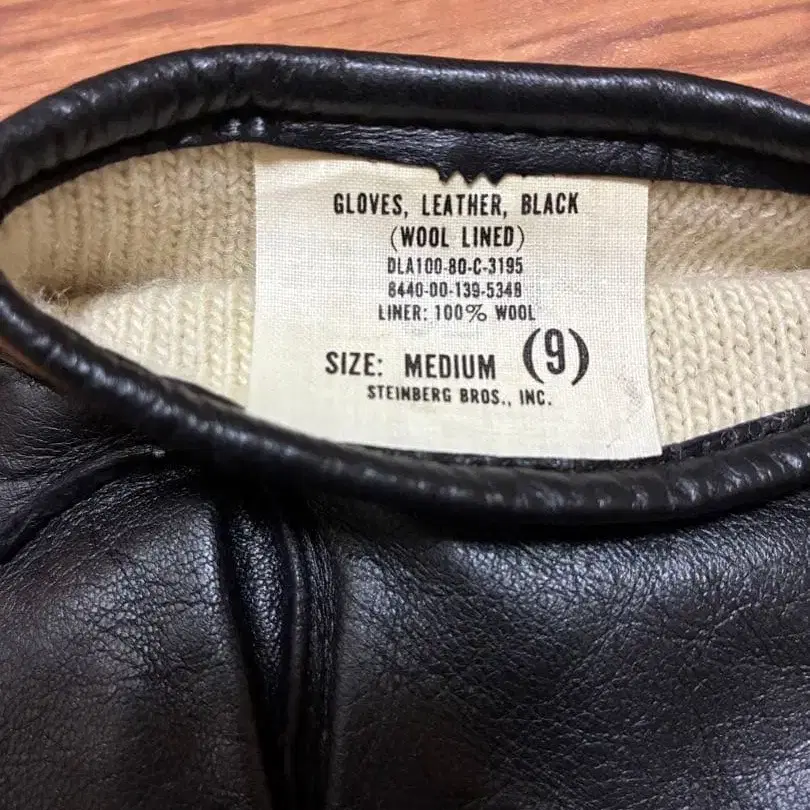 GLOVES, LEATHER, BLACK
(WOOL LINED)
DLA100-80-C-3195
8440-00-139-5348
LINER: 100% WOOL
SIZE: MEDIUM (9)
STEINBERG BROS., INC.